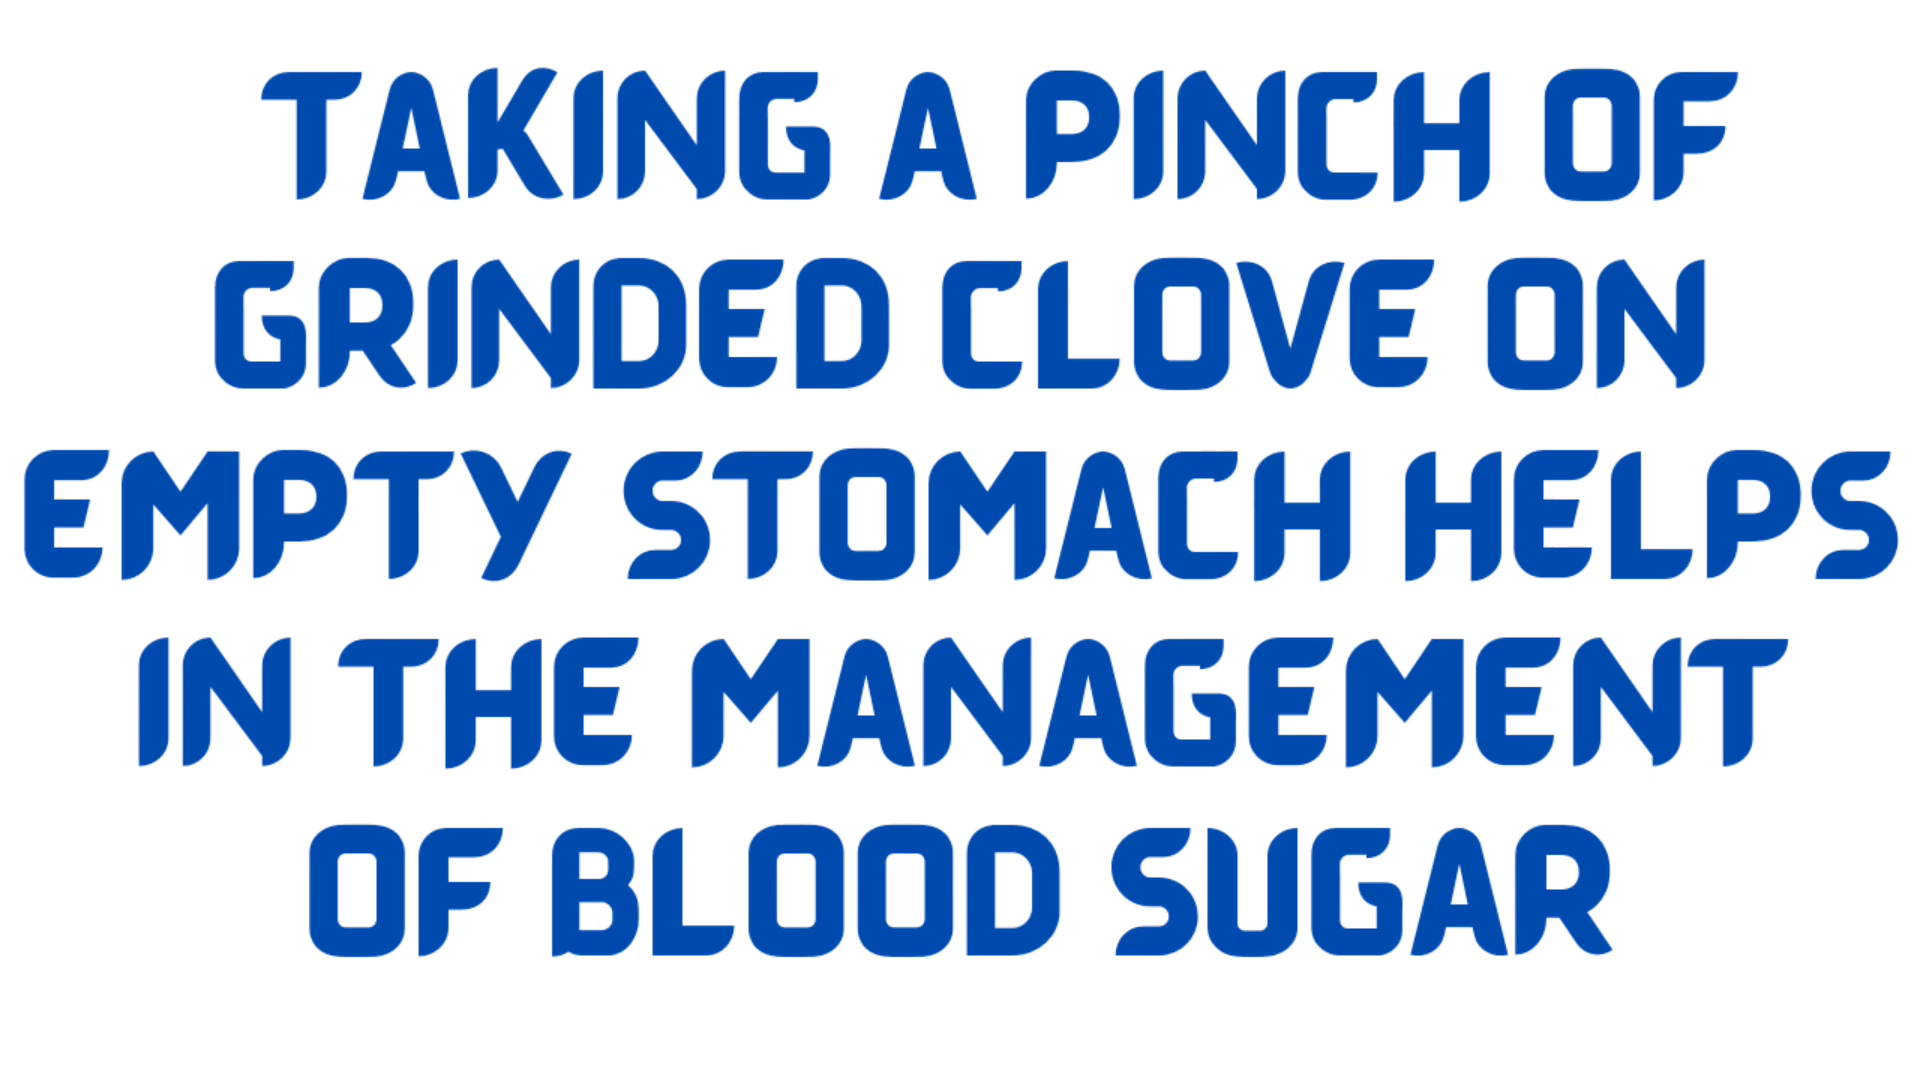 TAKING A PINCH OF
GRINDED CLOVE ON
EMPTY STOMACH HELPS
IN THE MANAGEMENT
OF BLOOD SUGAR